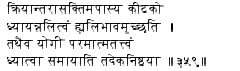 क्रियान्तरासक्तिमपास्य कीटको
ध्यायन्नलित्वं ह्यलिभावमृच्छति ।
तथैव योगी परमात्मतत्त्वं
ध्यात्वा समायाति तदेकनिष्ठया ॥३५९॥